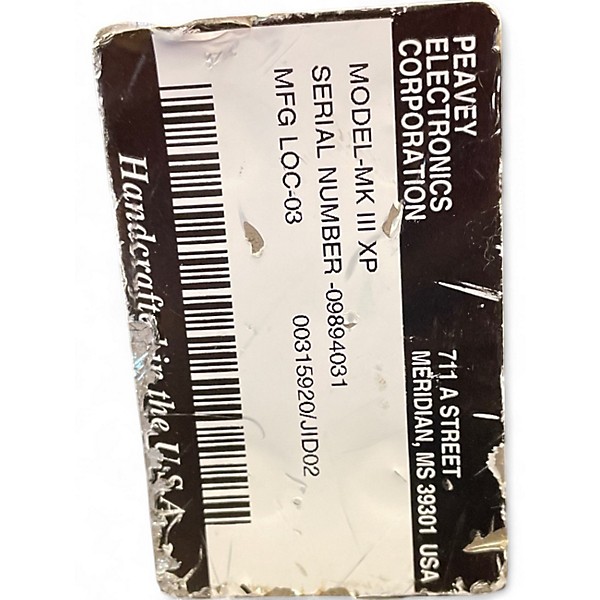 PEAVEY
ELECTRONICS
CORPORATION
711 A STREET
MERIDIAN, MS 39301 USA
MODEL-MK III XP
SERIAL NUMBER -09894031
MFG LOC-03
00315920/JID02
Handcrafted in the U.S.A.